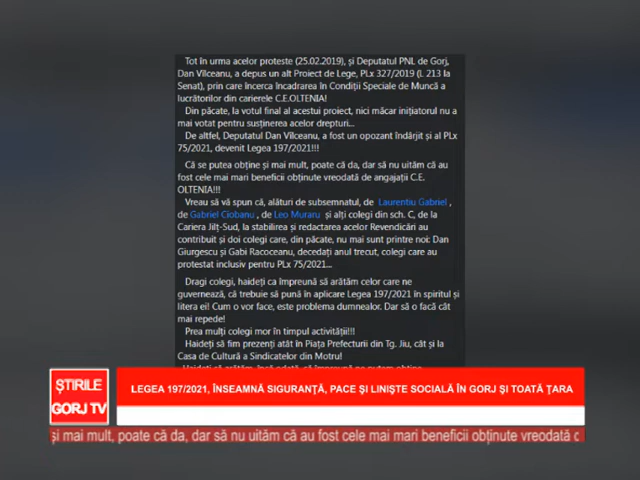 Tot în urma acelor proteste (25.02.2019), și Deputatul PNL de Gorj,
Dan Vîlceanu, a depus un alt Proiect de Lege, PLx 327/2019 (L 213 la
Senat), prin care încerca încadrarea în Condiții Speciale de Muncă a
lucrătorilor din carierele C.E.OLTENIA!
Din păcate, la votul final al acestui proiect, nici măcar inițiatorul nu a
mai votat pentru susținerea acelor drepturi...
De altfel, Deputatul Dan Vîlceanu, a fost un opozant îndârjit și al PLx
75/2021, devenit Legea 197/2021!!!
Că se putea obține și mai mult, poate că da, dar să nu uităm că au
fost cele mai mari beneficii obținute vreodată de angajații C.E.
OLTENIA!!!
Vreau să vă spun că, alături de subsemnatul, de Laurentiu Gabriel ,
de Gabriel Ciobanu , de Leo Muraru și alți colegi din sch. C, de la
Cariera Jilț-Sud, la stabilirea și redactarea acelor Revendicări au
contribuit și doi colegi care, din păcate, nu mai sunt printre noi: Dan
Giurgescu și Gabi Racoceanu, decedați anul trecut, colegi care au
protestat inclusiv pentru PLx 75/2021...
Dragi colegi, haideți ca împreună să arătăm celor care ne
guvernează, că trebuie să pună în aplicare Legea 197/2021 în spiritul și
litera ei! Cum o vor face, este problema dumnealor. Dar să o facă cât
mai repede!
Prea mulți colegi mor în timpul activității!!!
Haideți să fim prezenți atât în Piața Prefecturii din Tg. Jiu, cât și la
Casa de Cultură a Sindicatelor din Motru!
ȘTIRILE
GORJ TV
LEGEA 197/2021, ÎNSEAMNĂ SIGURANŢĂ, PACE ŞI LINIŞTE SOCIALĂ ÎN GORJ ŞI TOATĂ ŢARA
și mai mult, poate că da, dar să nu uităm că au fost cele mai mari beneficii obținute vreodată